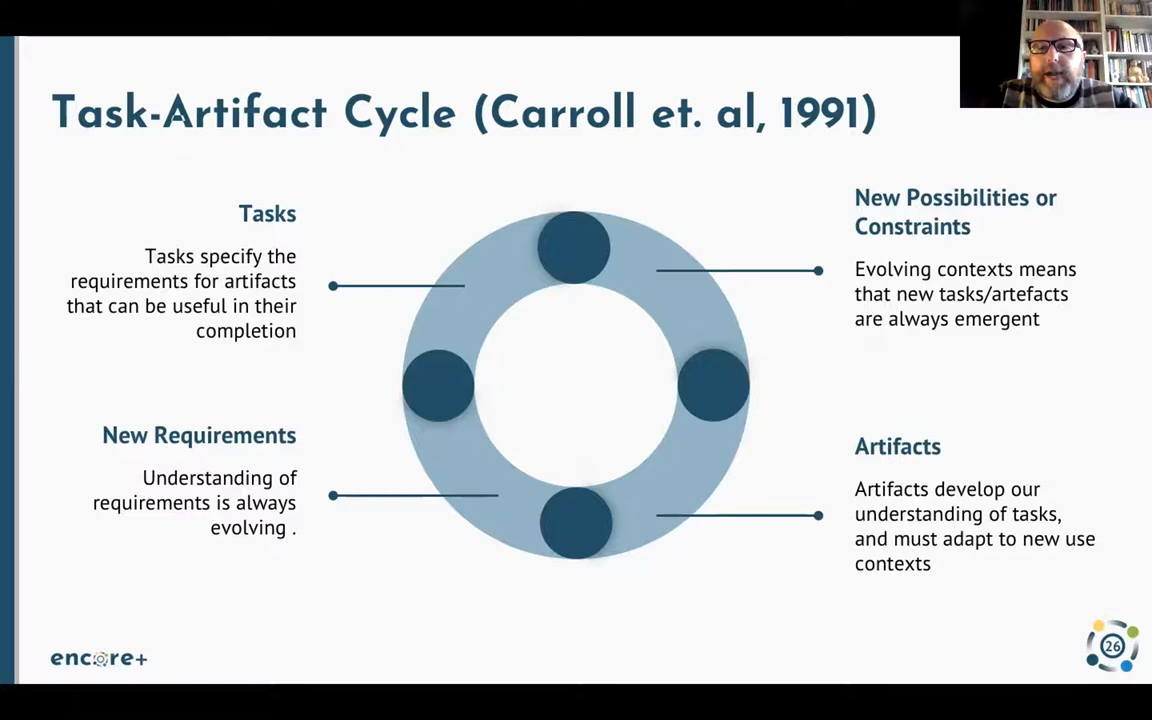 Task-Artifact Cycle (Carroll et. al, 1991)
Tasks
Tasks specify the
requirements for artifacts
that can be useful in their
completion
New Possibilities or
Constraints
Evolving contexts means
that new tasks/artefacts
are always emergent
New Requirements
Understanding of
requirements is always
evolving .
Artifacts
Artifacts develop our
understanding of tasks,
and must adapt to new use
contexts
encore+
26